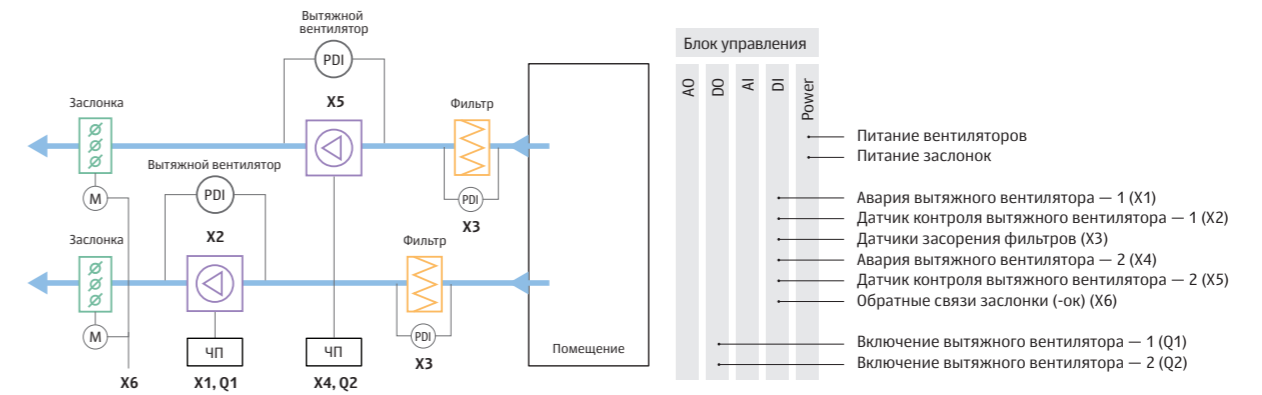 Вытяжной
вентилятор
PDI
X5
Заслонка
Фильтр
M
PDI
X3
Вытяжной вентилятор
PDI
X2
Заслонка
Фильтр
M
PDI
X3
ЧП
ЧП
Помещение
X6
X1, Q1
X4, Q2
Блок управления
AO
DO
AI
DI
Power
Питание вентиляторов
Питание заслонок
Авария вытяжного вентилятора — 1 (X1)
Датчик контроля вытяжного вентилятора — 1 (X2)
Датчики засорения фильтров (X3)
Авария вытяжного вентилятора — 2 (X4)
Датчик контроля вытяжного вентилятора — 2 (X5)
Обратные связи заслонки (-ок) (X6)
Включение вытяжного вентилятора — 1 (Q1)
Включение вытяжного вентилятора — 2 (Q2)